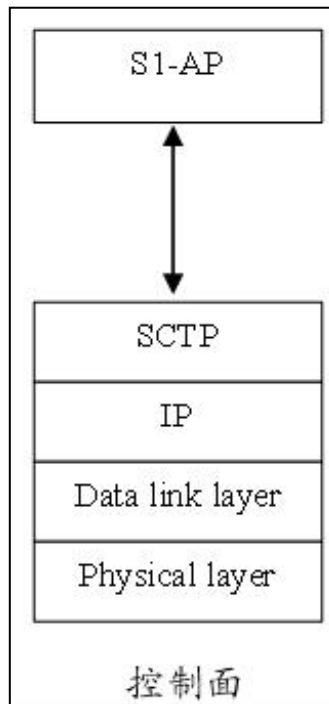 S1-AP
SCTP
IP
Data link layer
Physical layer
控制面